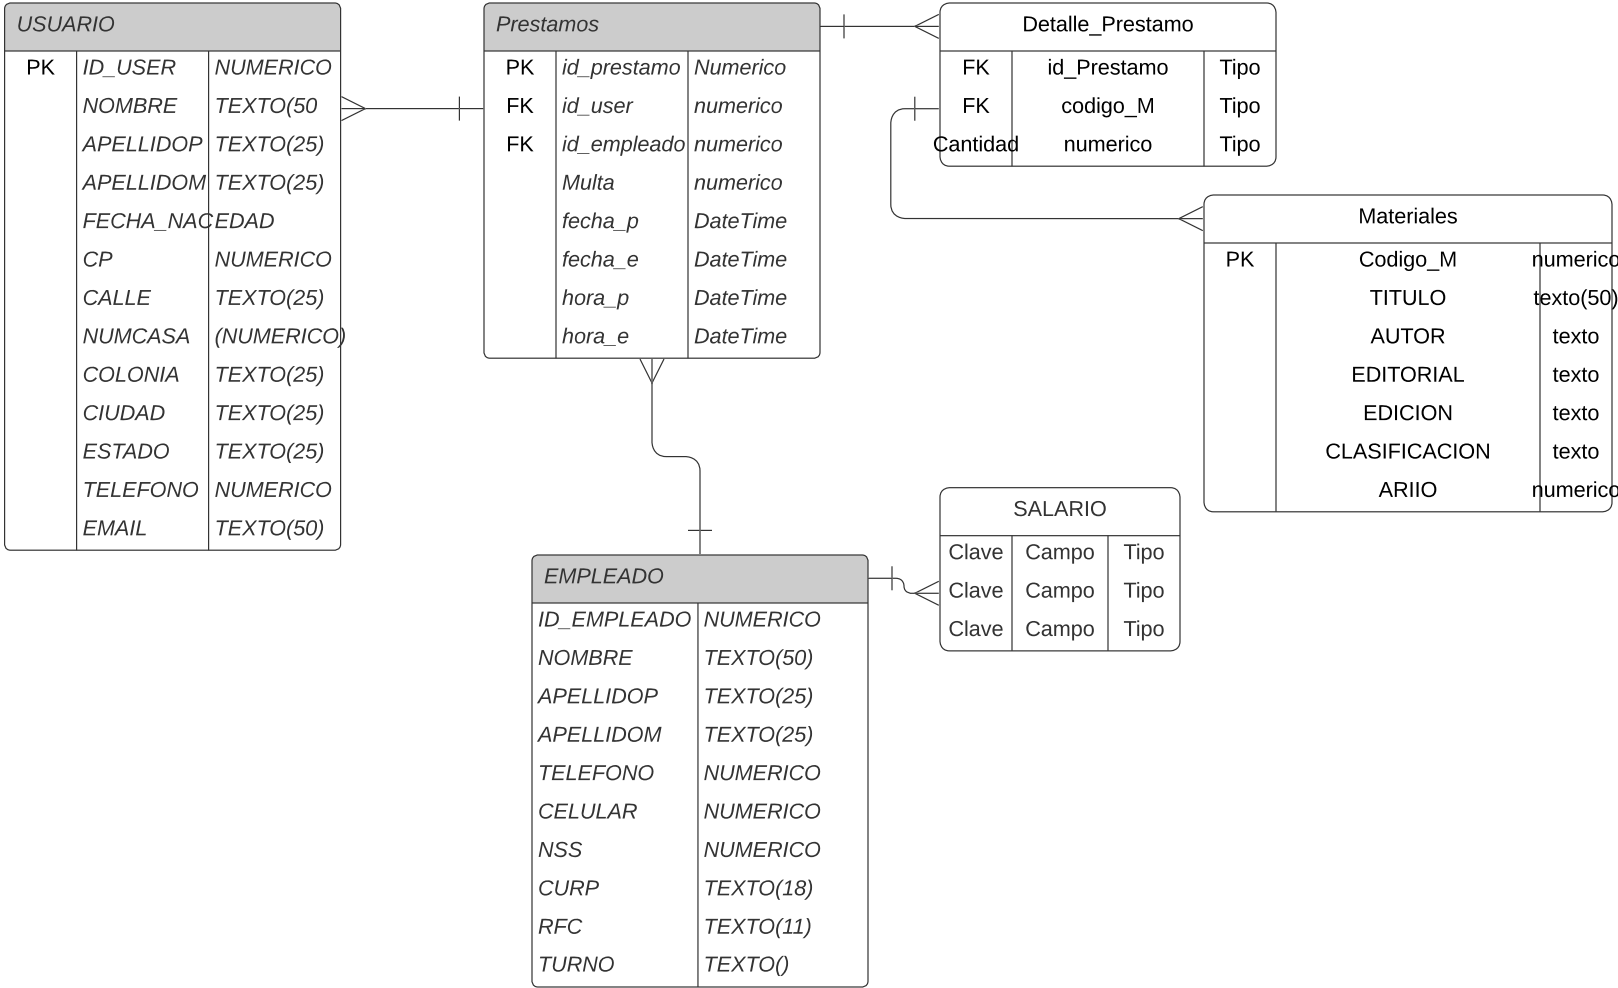 USUARIO
PK ID_USER NUMERICO
NOMBRE TEXTO(50
APELLIDOP TEXTO(25)
APELLIDOM TEXTO(25)
FECHA_NAC EDAD
CP NUMERICO
CALLE TEXTO(25)
NUMCASA (NUMERICO)
COLONIA TEXTO(25)
CIUDAD TEXTO(25)
ESTADO TEXTO(25)
TELEFONO NUMERICO
EMAIL TEXTO(50)
Prestamos
PK id_prestamo Numerico
FK id_user numerico
FK id_empleado numerico
Multa numerico
fecha_p DateTime
fecha_e DateTime
hora_p DateTime
hora_e DateTime
Detalle_Prestamo
FK id_Prestamo Tipo
FK codigo_M Tipo
Cantidad numerico Tipo
Materiales
PK Codigo_M numerico
TITULO texto(50)
AUTOR texto
EDITORIAL texto
EDICION texto
CLASIFICACION texto
ARIIO numerico
SALARIO
Clave Campo Tipo
Clave Campo Tipo
Clave Campo Tipo
EMPLEADO
ID_EMPLEADO NUMERICO
NOMBRE TEXTO(50)
APELLIDOP TEXTO(25)
APELLIDOM TEXTO(25)
TELEFONO NUMERICO
CELULAR NUMERICO
NSS NUMERICO
CURP TEXTO(18)
RFC TEXTO(11)
TURNO TEXTO()